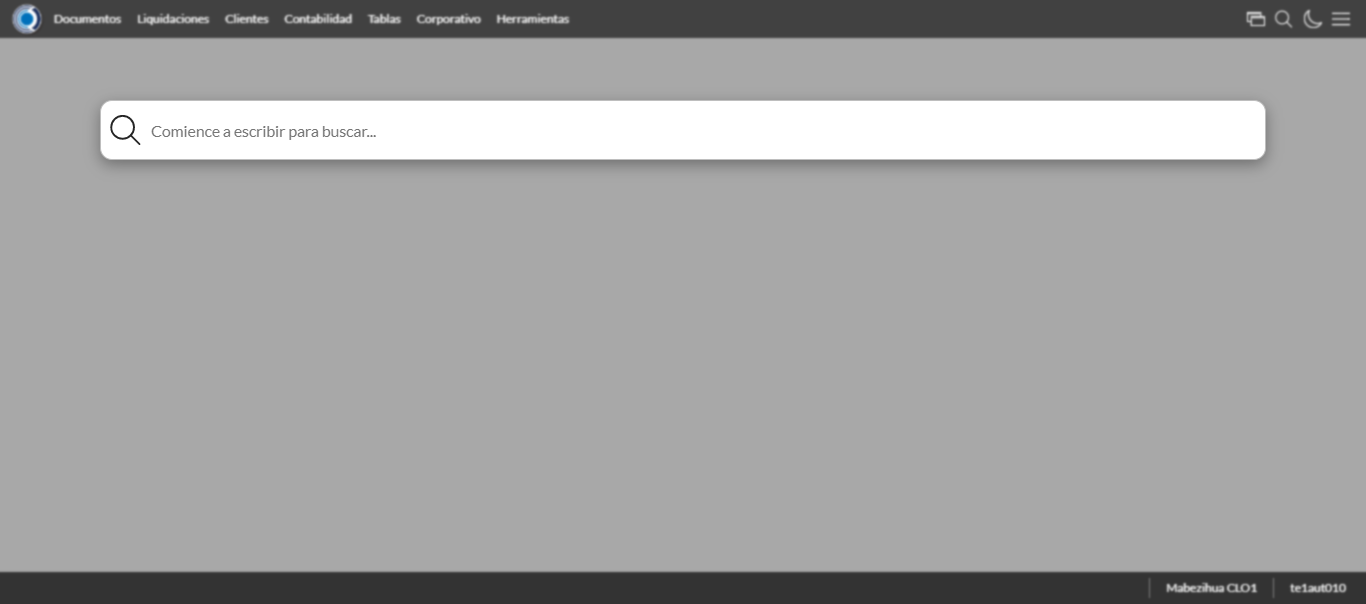 Documentos Liquidaciones Clientes Contabilidad Tablas Corporativo Herramientas
Comience a escribir para buscar...
Mabezihua CLO1 te1aut010